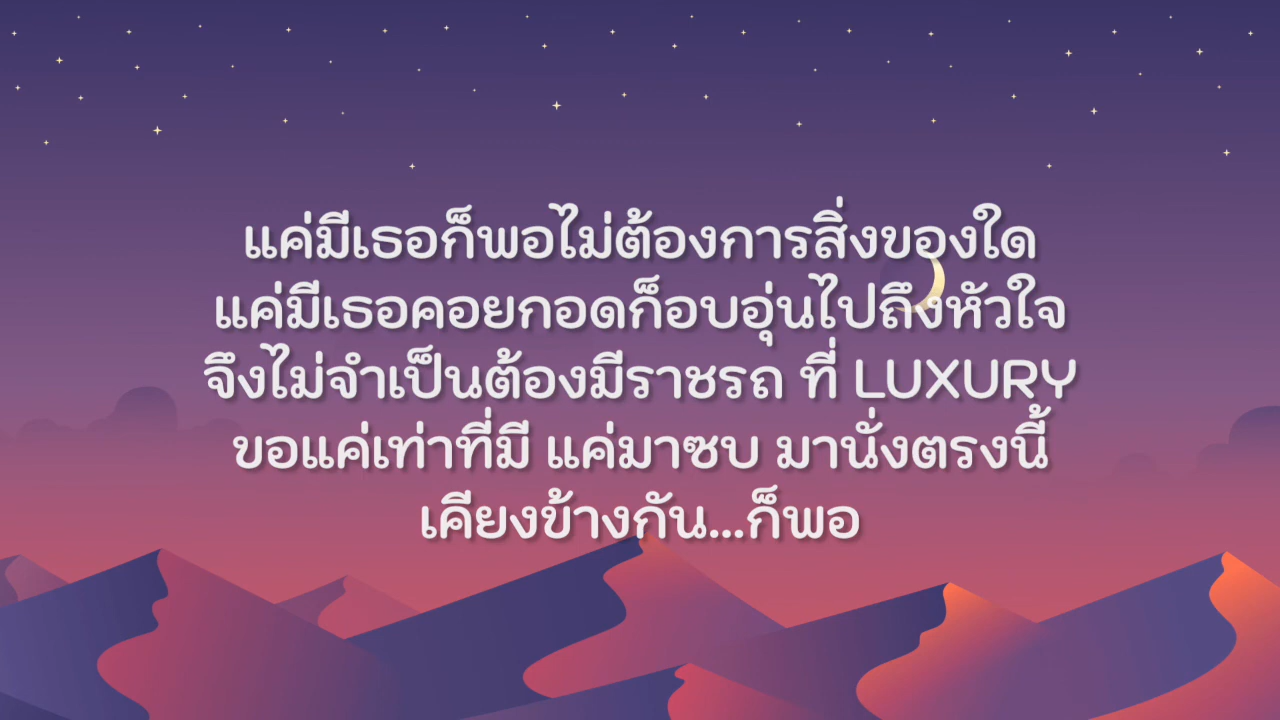 แค่มีเธอก็พอไม่ต้องการสิ่งของใด
แค่มีเธอคอยกอดก็อบอุ่นไปถึงหัวใจ
จึงไม่จำเป็นต้องมีราชรถ ที่ LUXURY
ขอแค่เท่าที่มี แค่มาซบ มานั่งตรงนี้
เคียงข้างกัน...ก็พอ